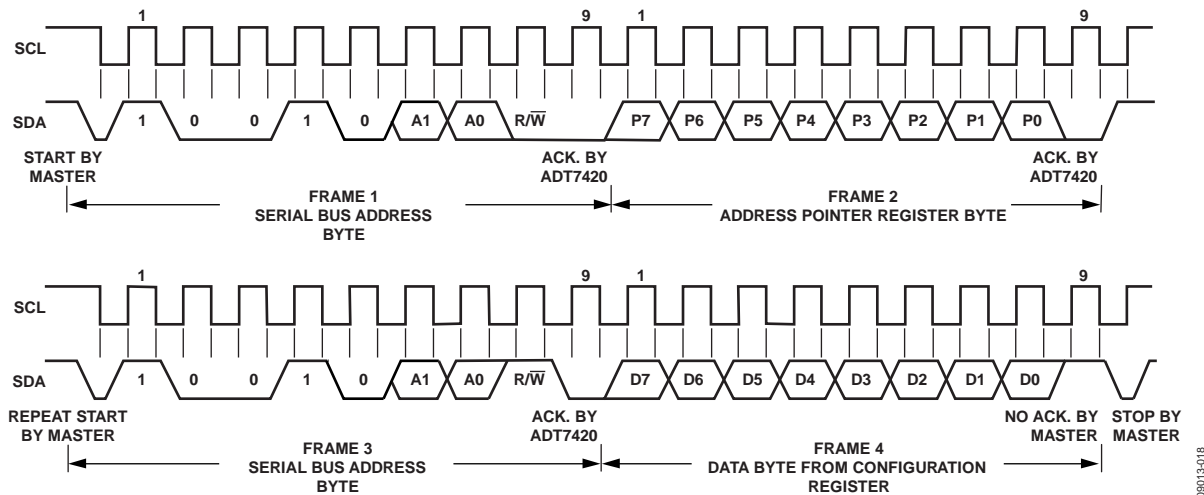 1 9 1 9
SCL
SDA 1 0 0 1 0 A1 A0 R/W̅ P7 P6 P5 P4 P3 P2 P1 P0
START BY
MASTER
ACK. BY
ADT7420
ACK. BY
ADT7420
FRAME 1
SERIAL BUS ADDRESS
BYTE
FRAME 2
ADDRESS POINTER REGISTER BYTE
1 9 1 9
SCL
SDA 1 0 0 1 0 A1 A0 R/W̅ D7 D6 D5 D4 D3 D2 D1 D0
REPEAT START
BY MASTER
ACK. BY
ADT7420
NO ACK. BY
MASTER
STOP BY
MASTER
FRAME 3
SERIAL BUS ADDRESS
BYTE
FRAME 4
DATA BYTE FROM CONFIGURATION
REGISTER
09013-018